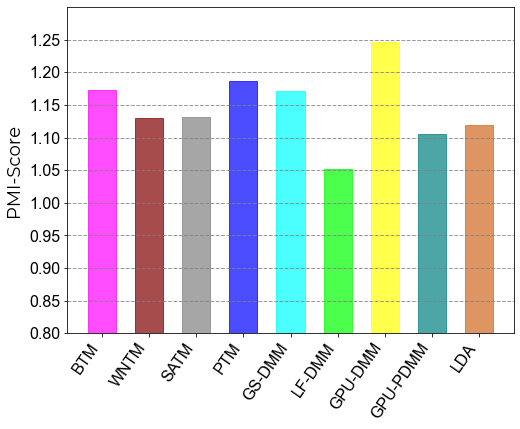 PMI-Score
1.25
1.20
1.15
1.10
1.05
1.00
0.95
0.90
0.85
0.80
BTM
WNTM
SATM
PTM
GS-DMM
LF-DMM
GPU-DMM
GPU-PDMM
LDA